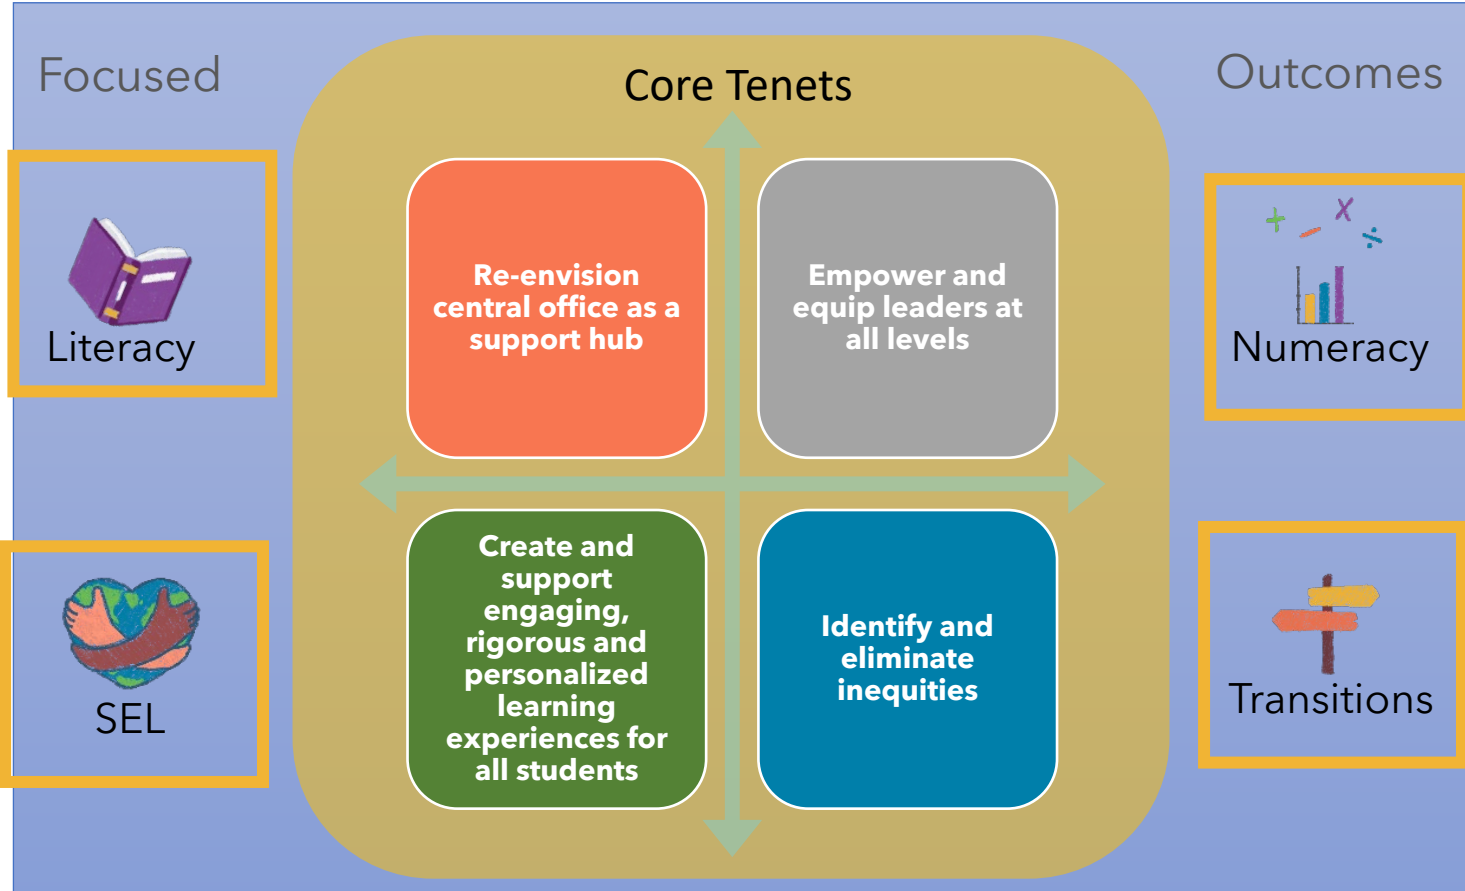 Focused
Outcomes
Core Tenets
Literacy
SEL
Re-envision
central office as a
support hub
Empower and
equip leaders at
all levels
Create and
support
engaging,
rigorous and
personalized
learning
experiences for
all students
Identify and
eliminate
inequities
Numeracy
Transitions